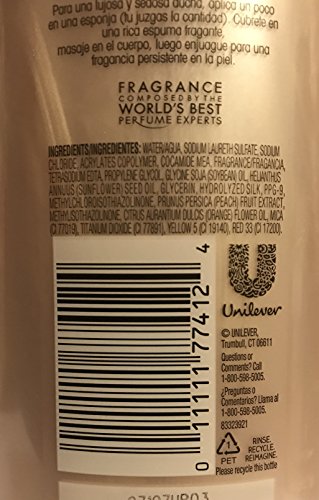 Para una lujosa y sedosa ducha, aplica un poco
en una esponja (tu juzgas la cantidad). Cúbrete en
una rica espuma fragante,
masaje en el cuerpo, luego enjuague para una
fragancia persistente en la piel.
FRAGRANCE
COMPOSED BY THE
WORLD'S BEST
PERFUME EXPERTS
INGREDIENTS/INGREDIENTES: WATER/AGUA, SODIUM LAURETH SULFATE, SODIUM
CHLORIDE, ACRYLATES COPOLYMER, COCAMIDE MEA, FRAGRANCE/FRAGANCIA,
TETRASODIUM EDTA, PROPYLENE GLYCOL, GLYCINE SOJA (SOYBEAN) OIL, HELIANTHUS
ANNUUS (SUNFLOWER) SEED OIL, GLYCERIN, HYDROLYZED SILK, PPG-9,
METHYLCHLOROISOTHIAZOLINONE, PRUNUS PERSICA (PEACH) FRUIT EXTRACT,
METHYLISOTHIAZOLINONE, CITRUS AURANTIUM DULCIS (ORANGE) FLOWER OIL, MICA
(CI 77019), TITANIUM DIOXIDE (CI 77891), YELLOW 5 (CI 19140), RED 33 (CI 17200).
0 11111 77412 4
Unilever
© UNILEVER,
Trumbull, CT 06611
Questions or
Comments? Call
1-800-598-5005.
¿Preguntas o
Comentarios? Llama al
1-800-598-5005.
83323921
1
PET
RINSE.
RECYCLE.
REIMAGINE.
Please recycle this bottle